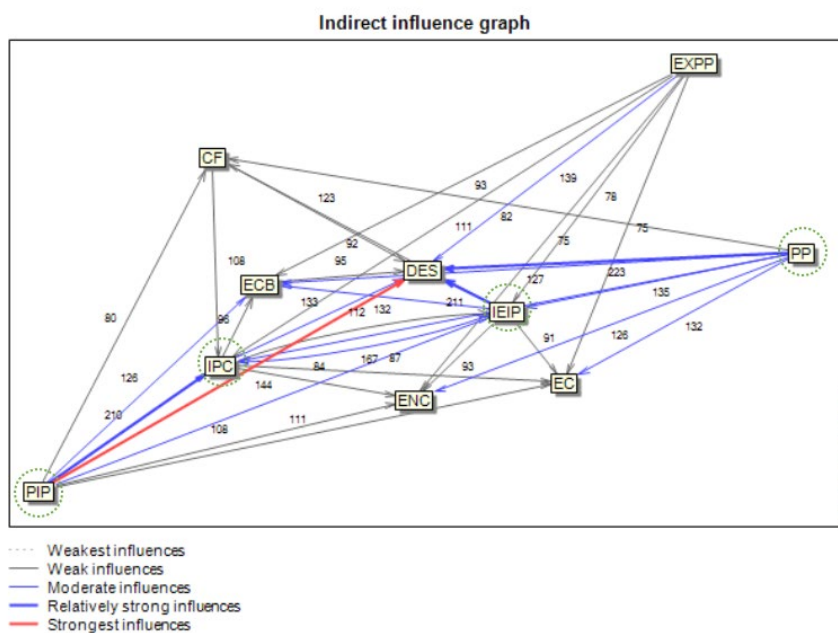 Indirect influence graph
EXPP
CF
123
93
139
78
82
92
111
75
75
PP
108
95
DES
ECB
127
223
133
112
132
211
IEIP
135
80
96
126
132
91
IPC
167
87
84
93
EC
126
144
ENC
210
111
108
PIP
Weakest influences
Weak influences
Moderate influences
Relatively strong influences
Strongest influences